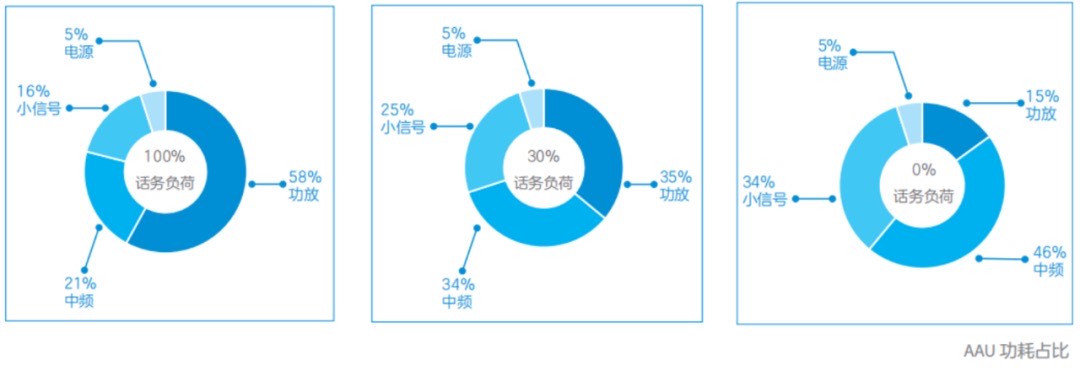 5%
电源
16%
小信号
100%
话务负荷
58%
功放
21%
中频
5%
电源
25%
小信号
30%
话务负荷
35%
功放
34%
中频
5%
电源
15%
功放
0%
话务负荷
34%
小信号
46%
中频
AAU 功耗占比